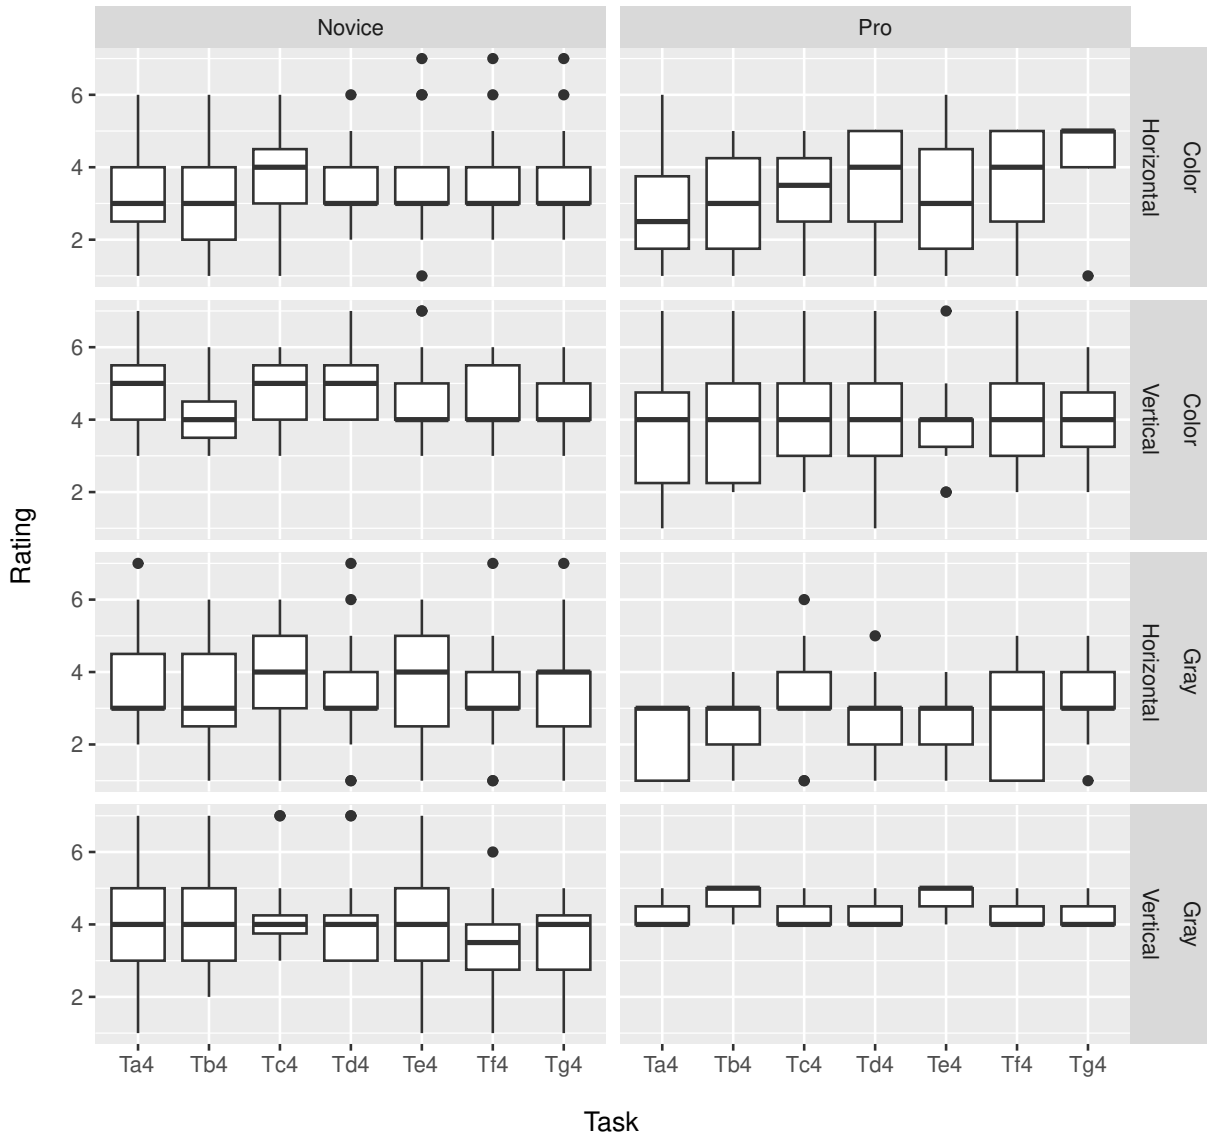 Novice Pro
6
4
2
Color
Horizontal
6
4
2
Color
Vertical
6
4
2
Gray
Horizontal
6
4
2
Gray
Vertical
Rating
Ta4 Tb4 Tc4 Td4 Te4 Tf4 Tg4 Ta4 Tb4 Tc4 Td4 Te4 Tf4 Tg4
Task